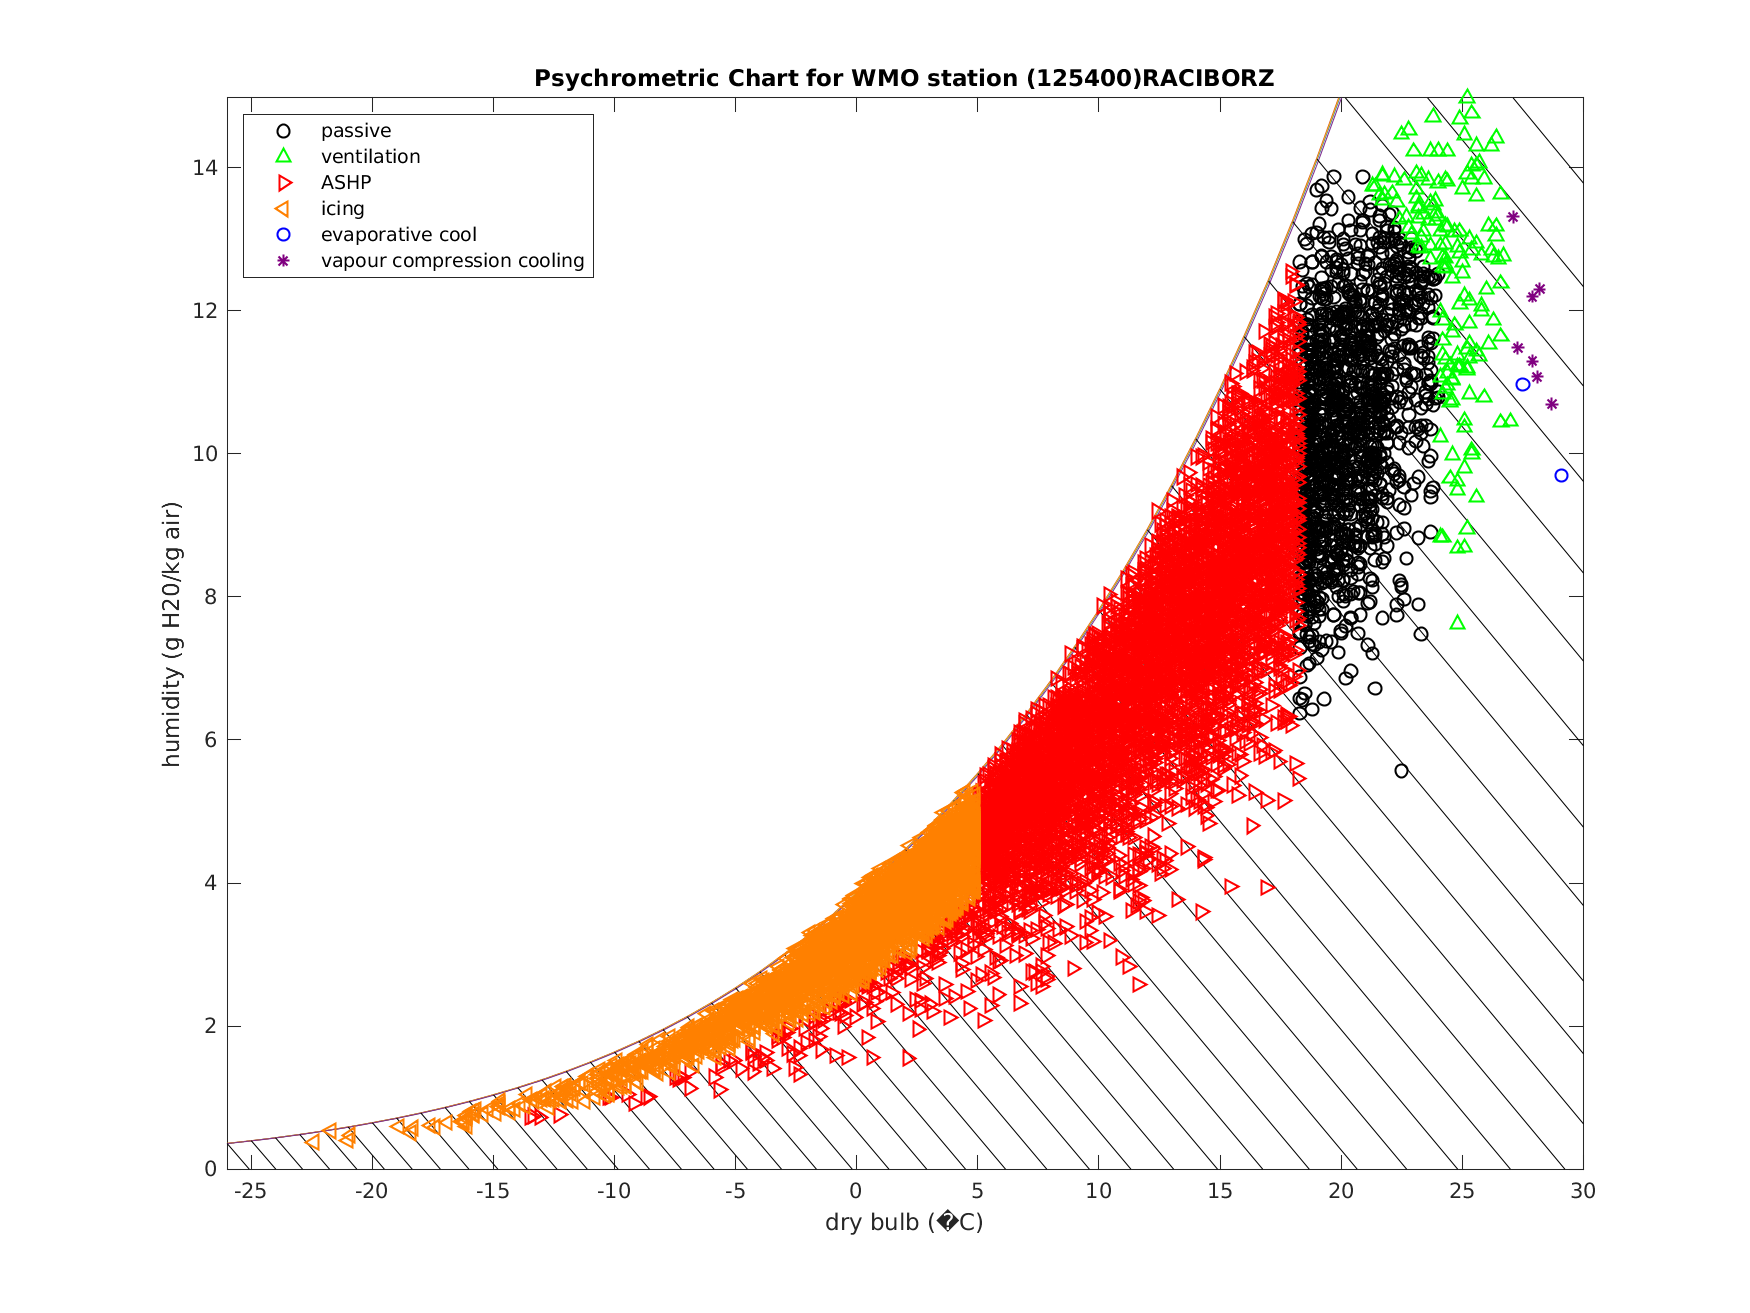 Psychrometric Chart for WMO station (125400)RACIBORZ
passive
ventilation
ASHP
icing
evaporative cool
vapour compression cooling
humidity (g H20/kg air)
14
12
10
8
6
4
2
0
-25 -20 -15 -10 -5 0 5 10 15 20 25 30
dry bulb (�C)